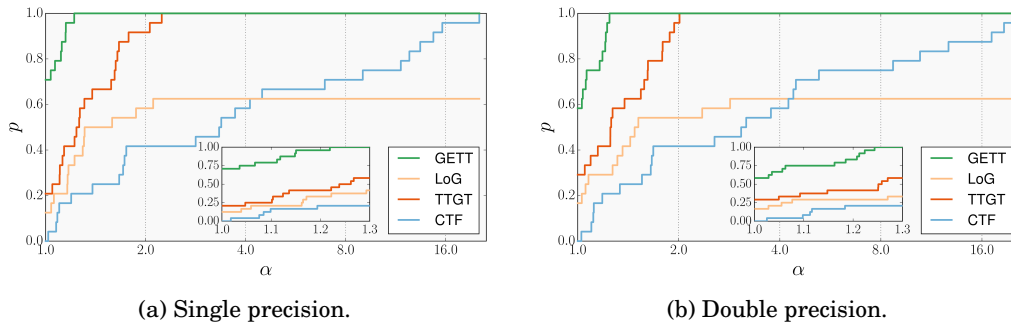 1.0
0.8
0.6
0.4
0.2
0.0
p
1.0 2.0 4.0 8.0 16.0
α
1.00
0.75
0.50
0.25
0.00
1.0 1.1 1.2 1.3
GETT
LoG
TTGT
CTF
(a) Single precision.
1.0
0.8
0.6
0.4
0.2
0.0
p
1.0 2.0 4.0 8.0 16.0
α
1.00
0.75
0.50
0.25
0.00
1.0 1.1 1.2 1.3
GETT
LoG
TTGT
CTF
(b) Double precision.